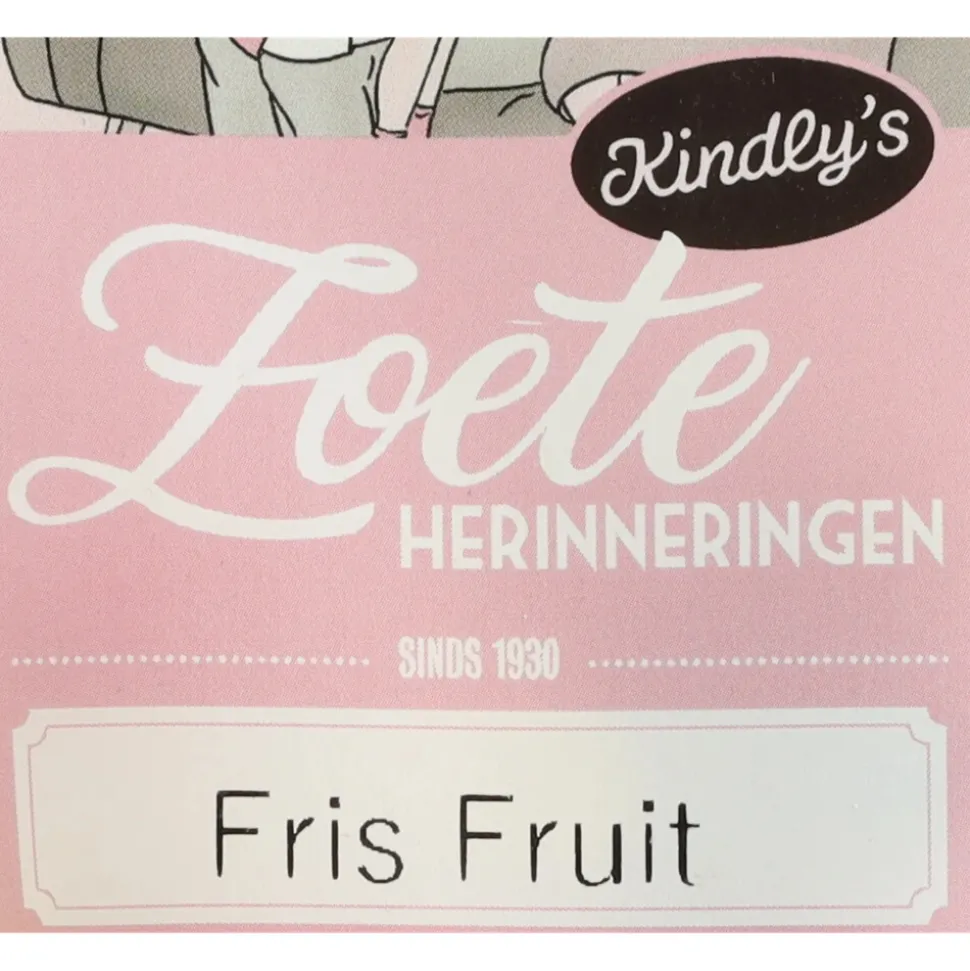 Kindly's
Zoete
HERINNERINGEN
SINDS 1930
Fris Fruit